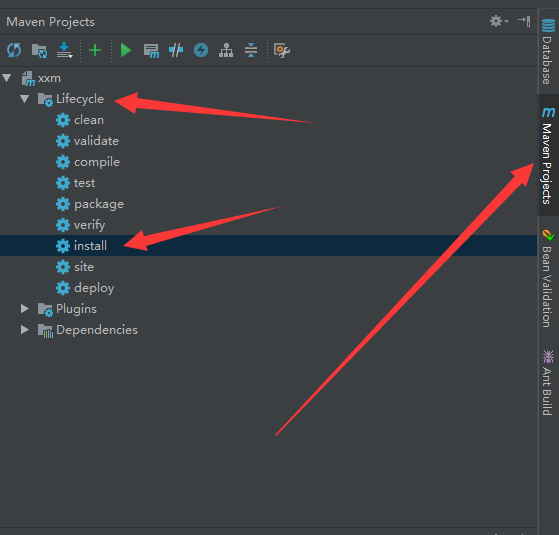 Maven Projects
xxm
Lifecycle
clean
validate
compile
test
package
verify
install
site
deploy
Plugins
Dependencies
Database
Maven Projects
Bean Validation
Ant Build